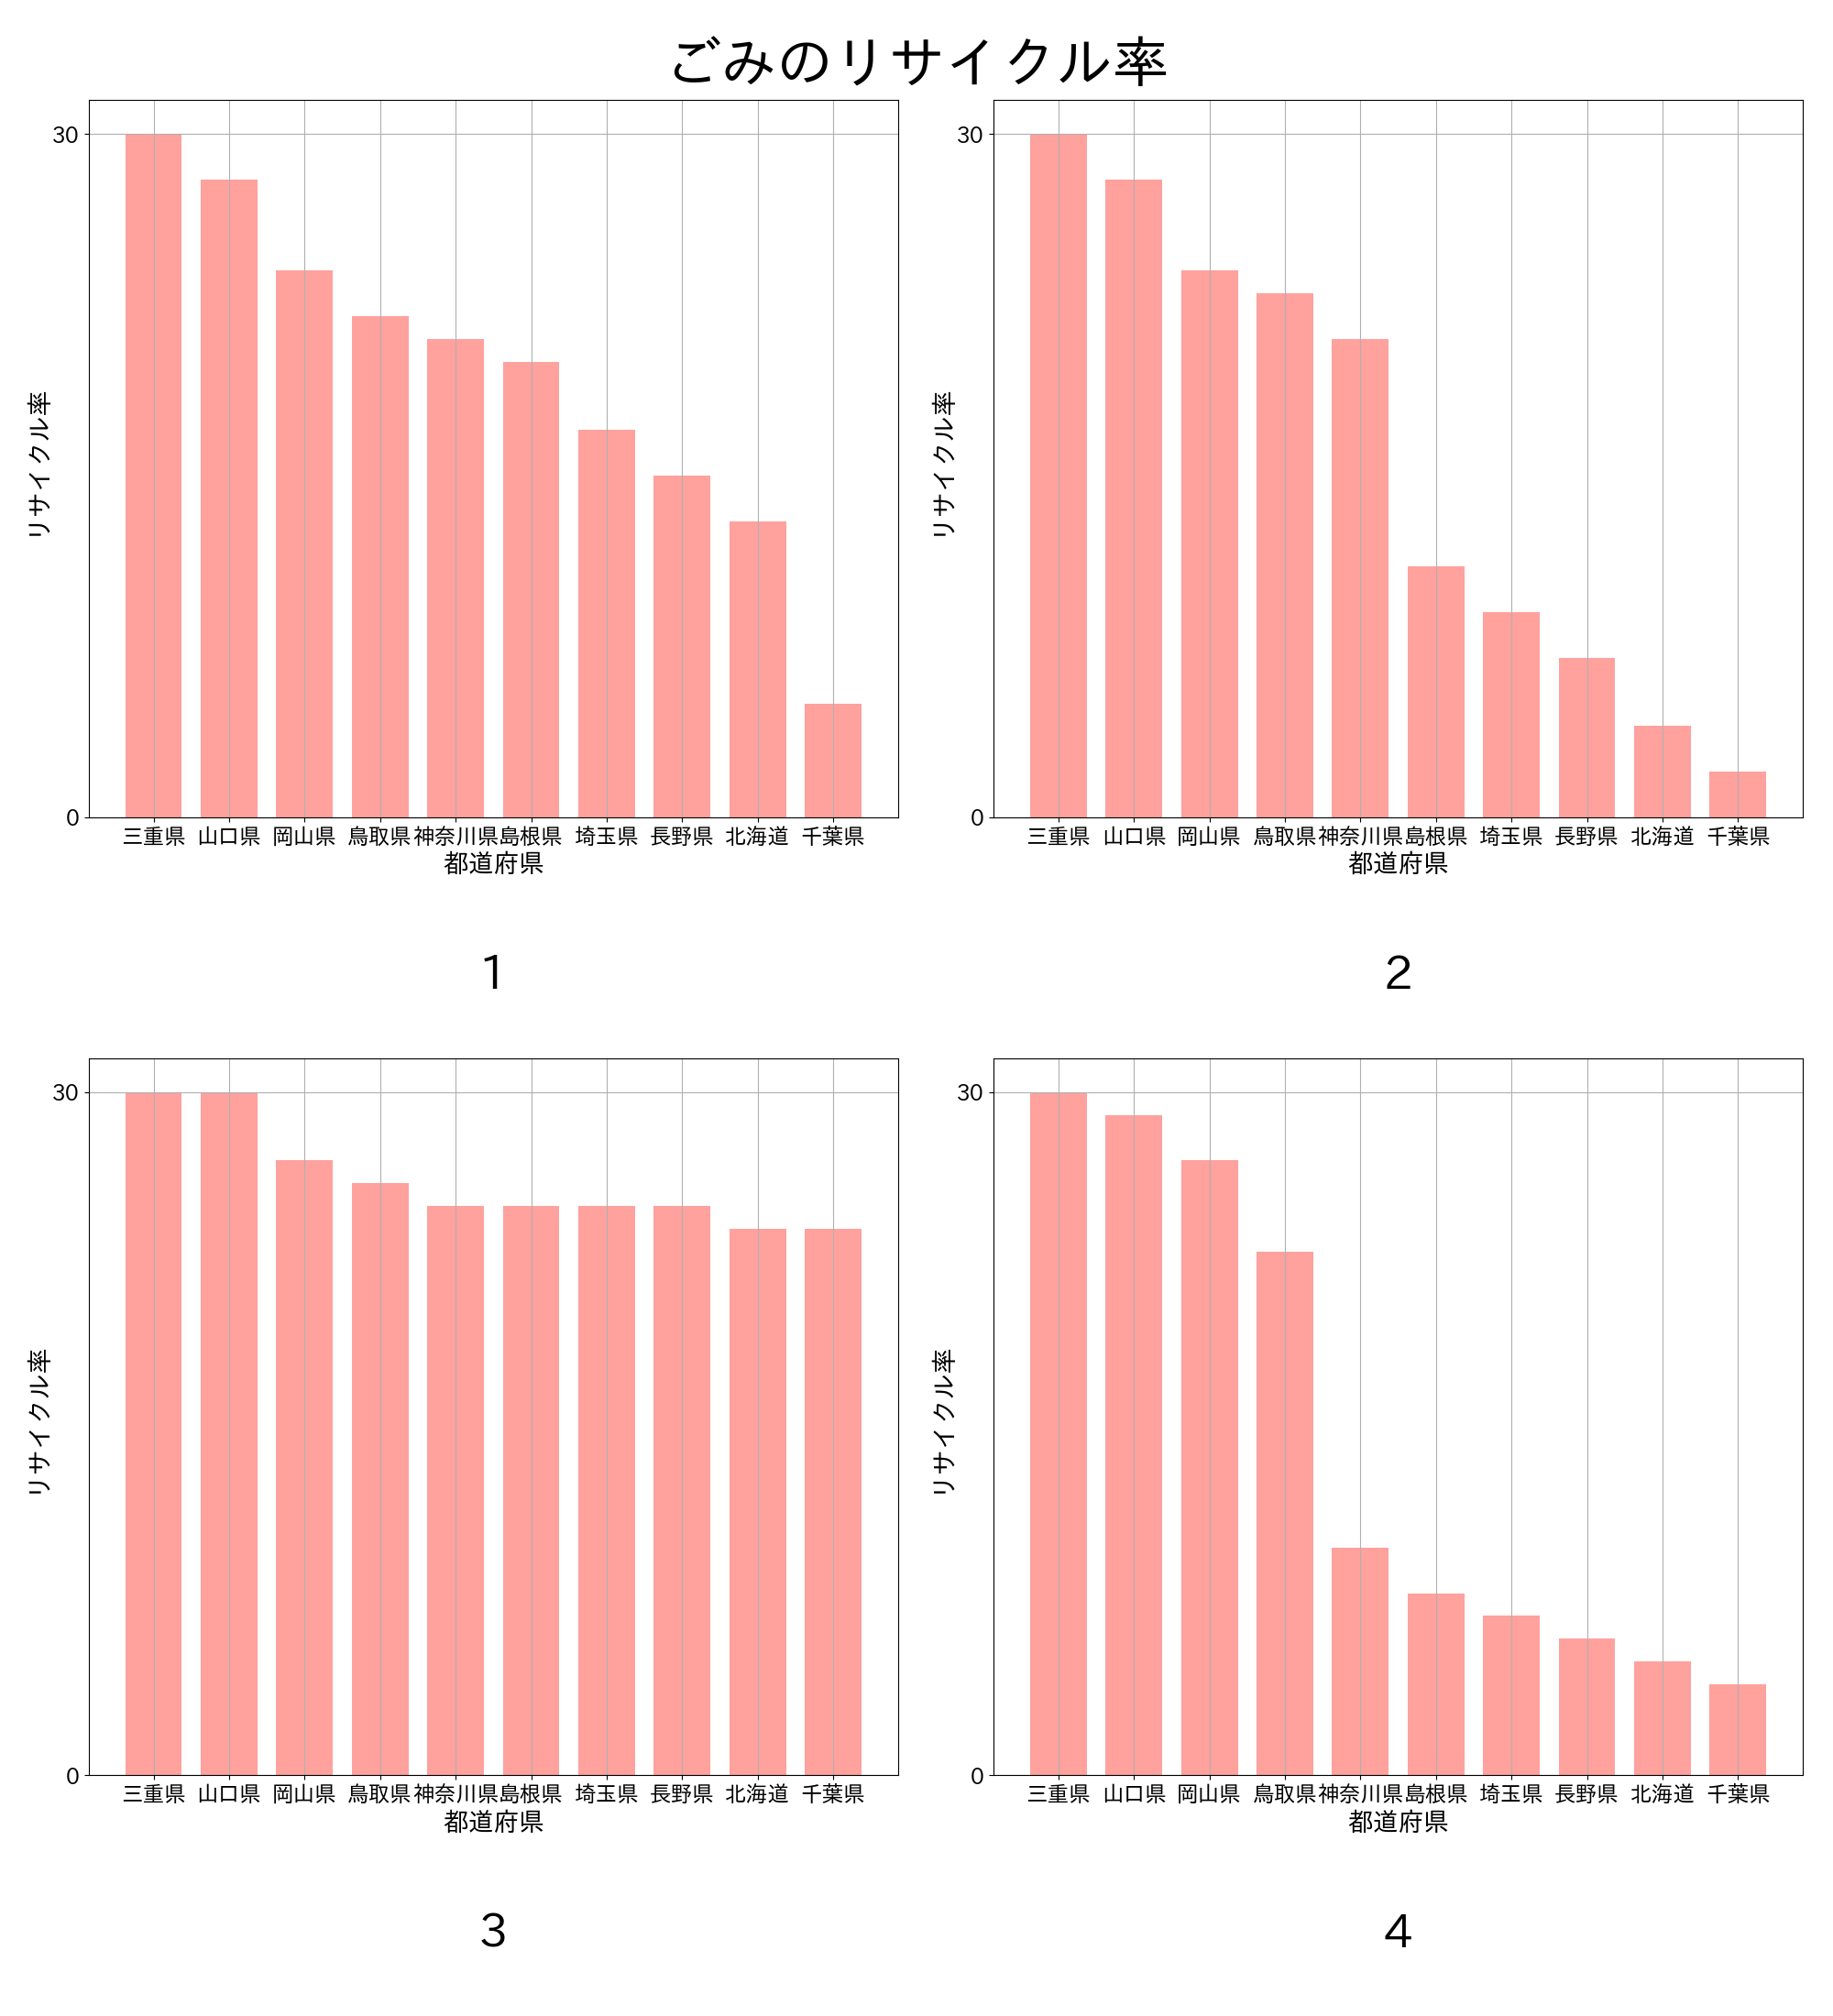 ごみのリサイクル率
30
0
リサイクル率
三重県 山口県 岡山県 鳥取県 神奈川県 島根県 埼玉県 長野県 北海道 千葉県
都道府県
1
30
0
リサイクル率
三重県 山口県 岡山県 鳥取県 神奈川県 島根県 埼玉県 長野県 北海道 千葉県
都道府県
2
30
0
リサイクル率
三重県 山口県 岡山県 鳥取県 神奈川県 島根県 埼玉県 長野県 北海道 千葉県
都道府県
3
30
0
リサイクル率
三重県 山口県 岡山県 鳥取県 神奈川県 島根県 埼玉県 長野県 北海道 千葉県
都道府県
4